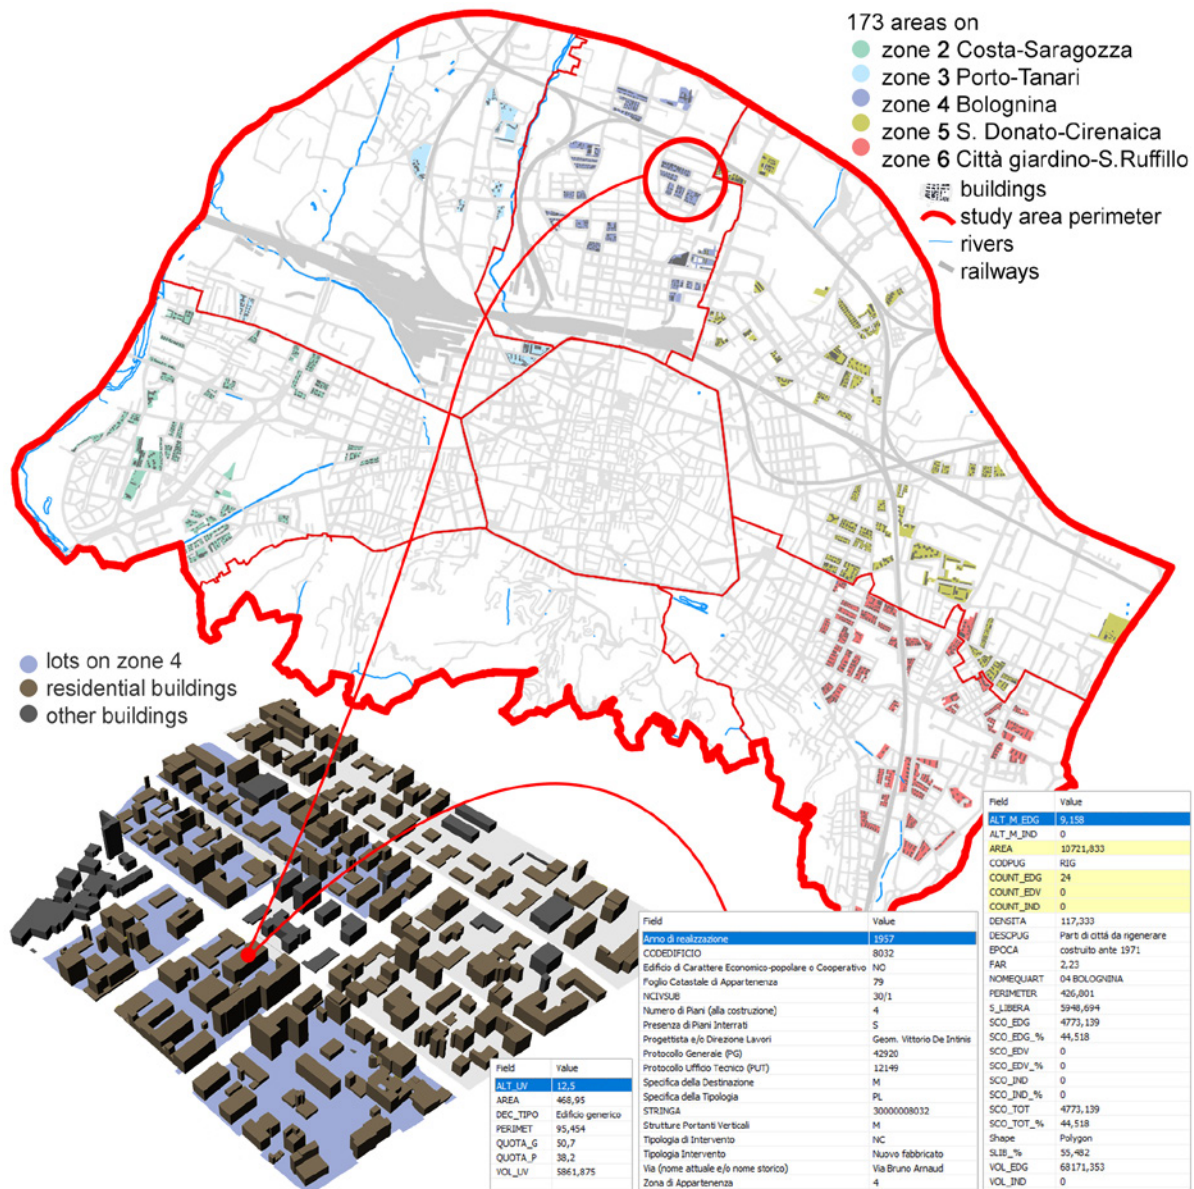 173 areas on
zone 2 Costa-Saragozza
zone 3 Porto-Tanari
zone 4 Bolognina
zone 5 S. Donato-Cirenaica
zone 6 Città giardino-S.Ruffillo
buildings
study area perimeter
rivers
railways
lots on zone 4
residential buildings
other buildings
Field Value
ALT_UV 12,5
AREA 468,95
DEC_TIPO Edificio generico
PERIMET 95,454
QUOTA_G 50,7
QUOTA_P 38,2
VOL_UV 5861,875
Field Value
Anno di realizzazione 1957
CODEDIFICIO 8032
Edificio di Carattere Economico-popolare o Cooperativo NO
Foglio Catastale di Appartenenza 79
NCIVSUB 30/1
Numero di Piani (alla costruzione) 4
Presenza di Piani Interrati S
Progettista e/o Direzione Lavori Geom. Vittorio De Intinis
Protocollo Generale (PG) 42920
Protocollo Ufficio Tecnico (PUT) 12149
Specifica della Destinazione M
Specifica della Tipologia PL
STRINGA 30000008032
Strutture Portanti Verticali M
Tipologia di Intervento NC
Tipologia Intervento Nuovo fabbricato
Via (nome attuale e/o nome storico) Via Bruno Arnaud
Zona di Appartenenza 4
Field Value
ALT_M_EDG 9,158
ALT_M_IND 0
AREA 10721,833
CODPUG RIG
COUNT_EDG 24
COUNT_EDV 0
COUNT_IND 0
DENSITA 117,333
DESCPUG Parti di città da rigenerare
EPOCA costruito ante 1971
FAR 2,23
NOMEQUART 04 BOLOGNINA
PERIMETER 426,801
S_LIBERA 5948,694
SCO_EDG 4773,139
SCO_EDG_% 44,518
SCO_EDV 0
SCO_EDV_% 0
SCO_IND 0
SCO_IND_% 0
SCO_TOT 4773,139
SCO_TOT_% 44,518
Shape Polygon
SLIB_% 55,482
VOL_EDG 68171,353
VOL_IND 0